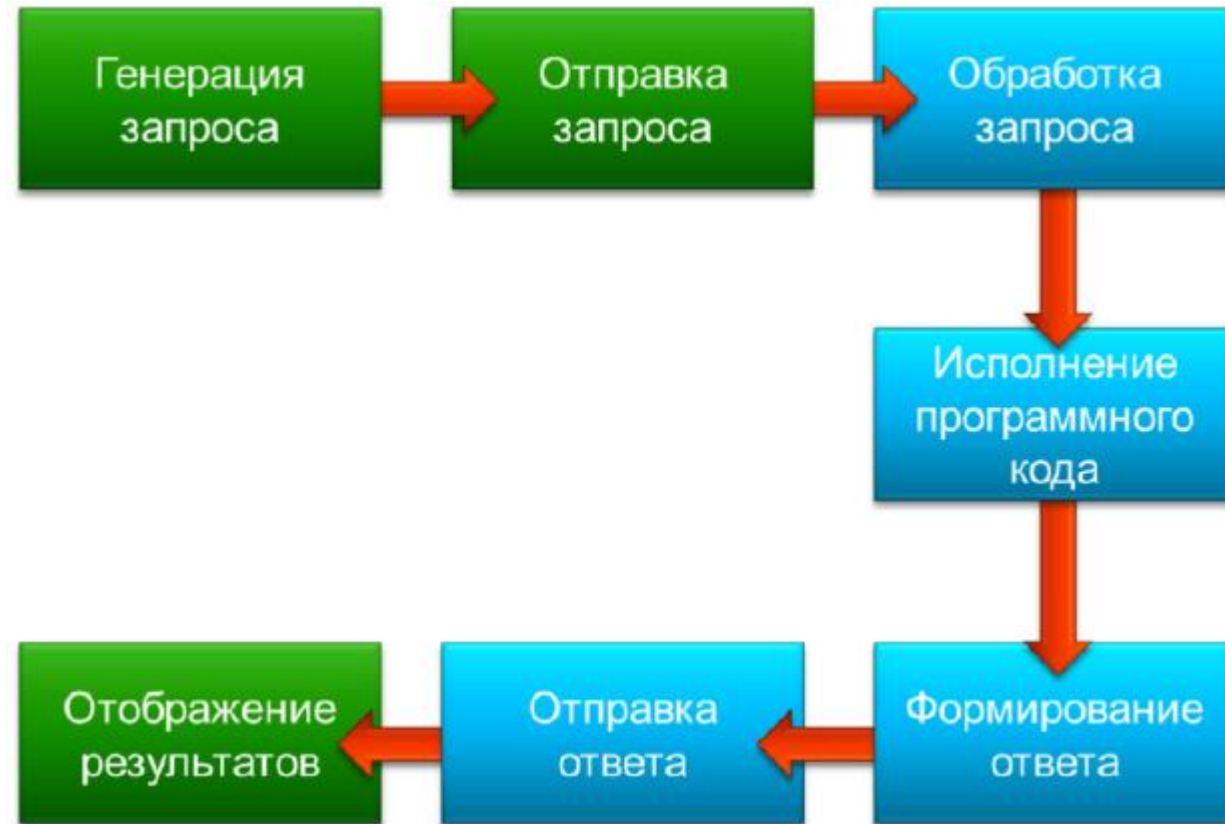 Генерация
запроса
Отправка
запроса
Обработка
запроса
Исполнение
программного
кода
Формирование
ответа
Отправка
ответа
Отображение
результатов